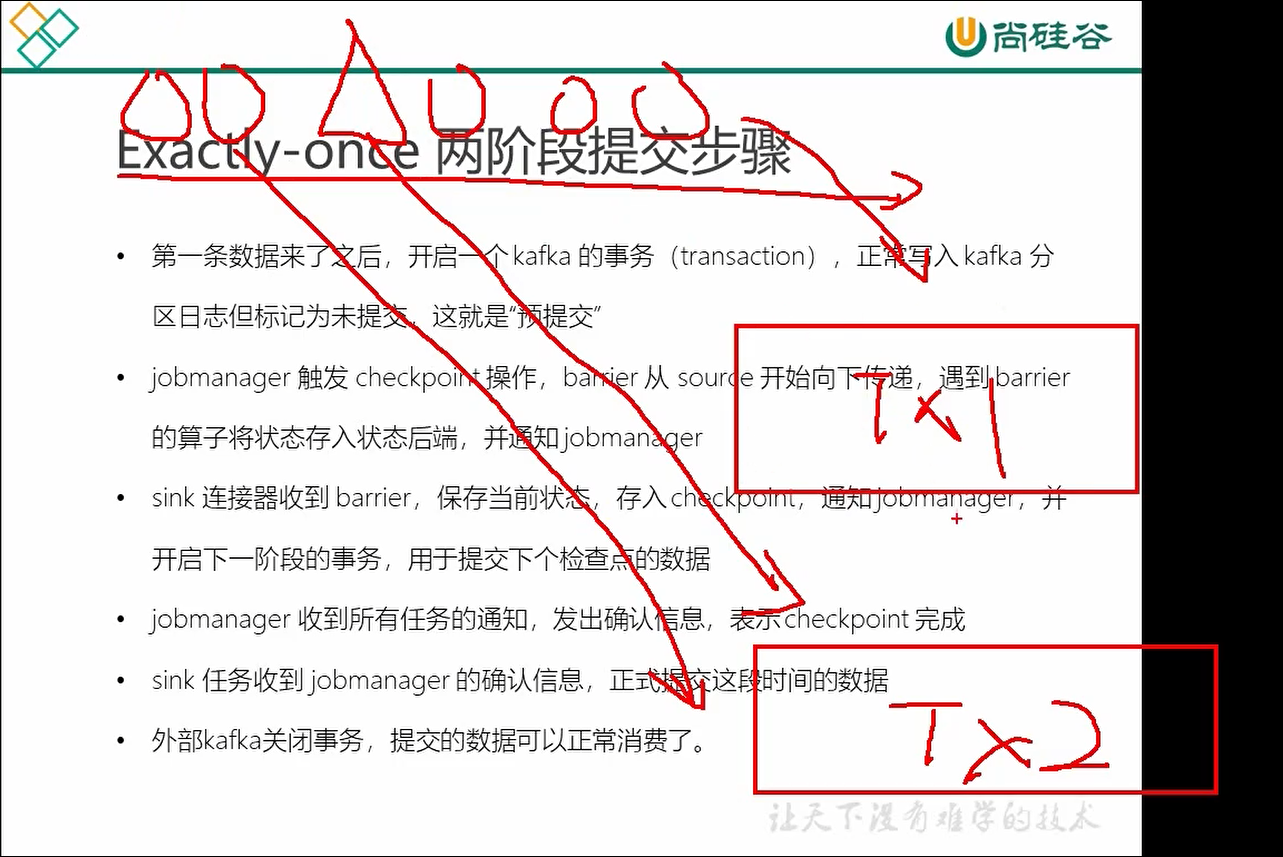 尚硅谷
Exactly-once 两阶段提交步骤
• 第一条数据来了之后，开启一个 kafka 的事务（transaction），正常写入 kafka 分
区日志但标记为未提交，这就是“预提交”
• jobmanager 触发 checkpoint 操作，barrier 从 source 开始向下传递，遇到 barrier
的算子将状态存入状态后端，并通知 jobmanager
Tx1
• sink 连接器收到 barrier，保存当前状态，存入 checkpoint，通知 jobmanager，并
开启下一阶段的事务，用于提交下个检查点的数据
• jobmanager 收到所有任务的通知，发出确认信息，表示 checkpoint 完成
• sink 任务收到 jobmanager 的确认信息，正式提交这段时间的数据
• 外部kafka关闭事务，提交的数据可以正常消费了。
Tx2
让天下没有难学的技术